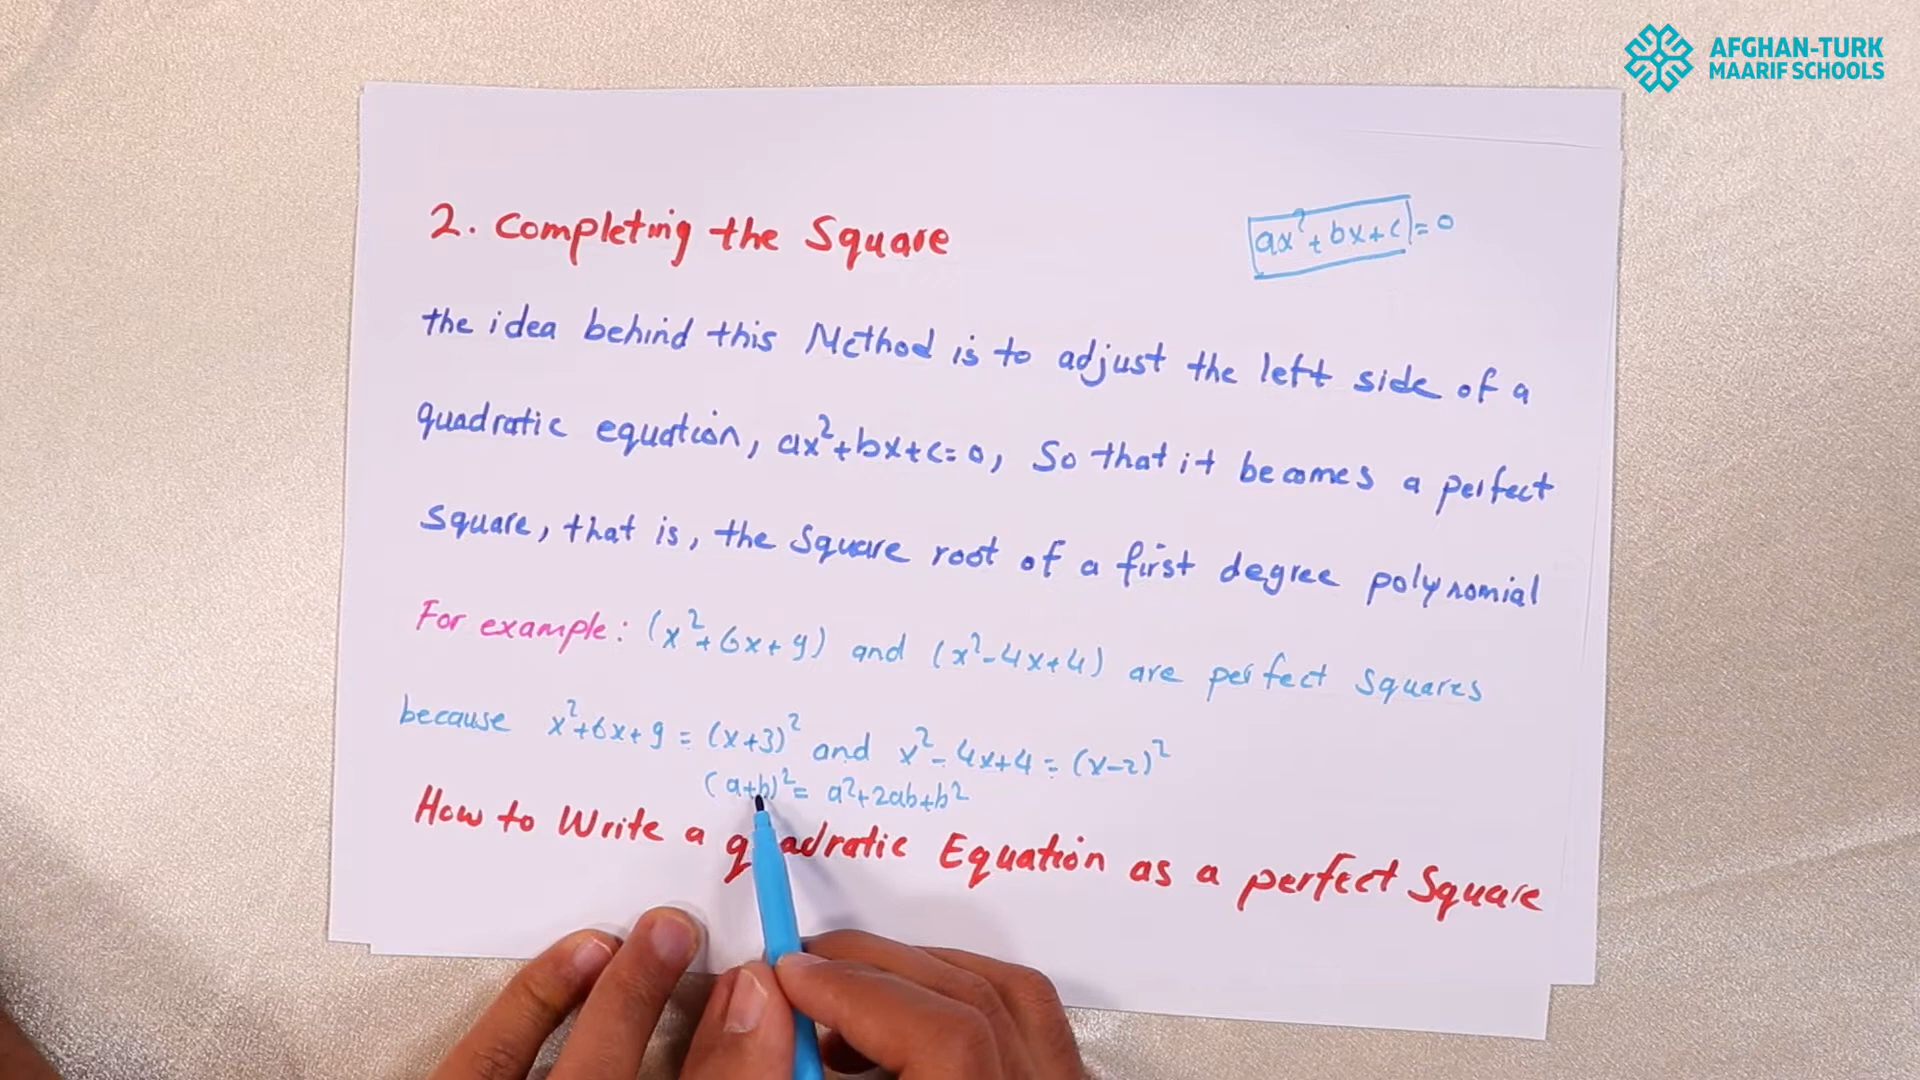 AFGHAN-TURK
MAARIF SCHOOLS
2. Completing the Square
ax²+bx+c = 0
the idea behind this Method is to adjust the left side of a
quadratic equation, ax²+bx+c=0, So that it becomes a perfect
Square, that is, the square root of a first degree polynomial
For example: (x²+6x+9) and (x²-4x+4) are perfect squares
because x²+6x+9 = (x+3)² and x²-4x+4 = (x-2)²
(a+b)² = a²+2ab+b²
How to Write a quadratic Equation as a perfect Square